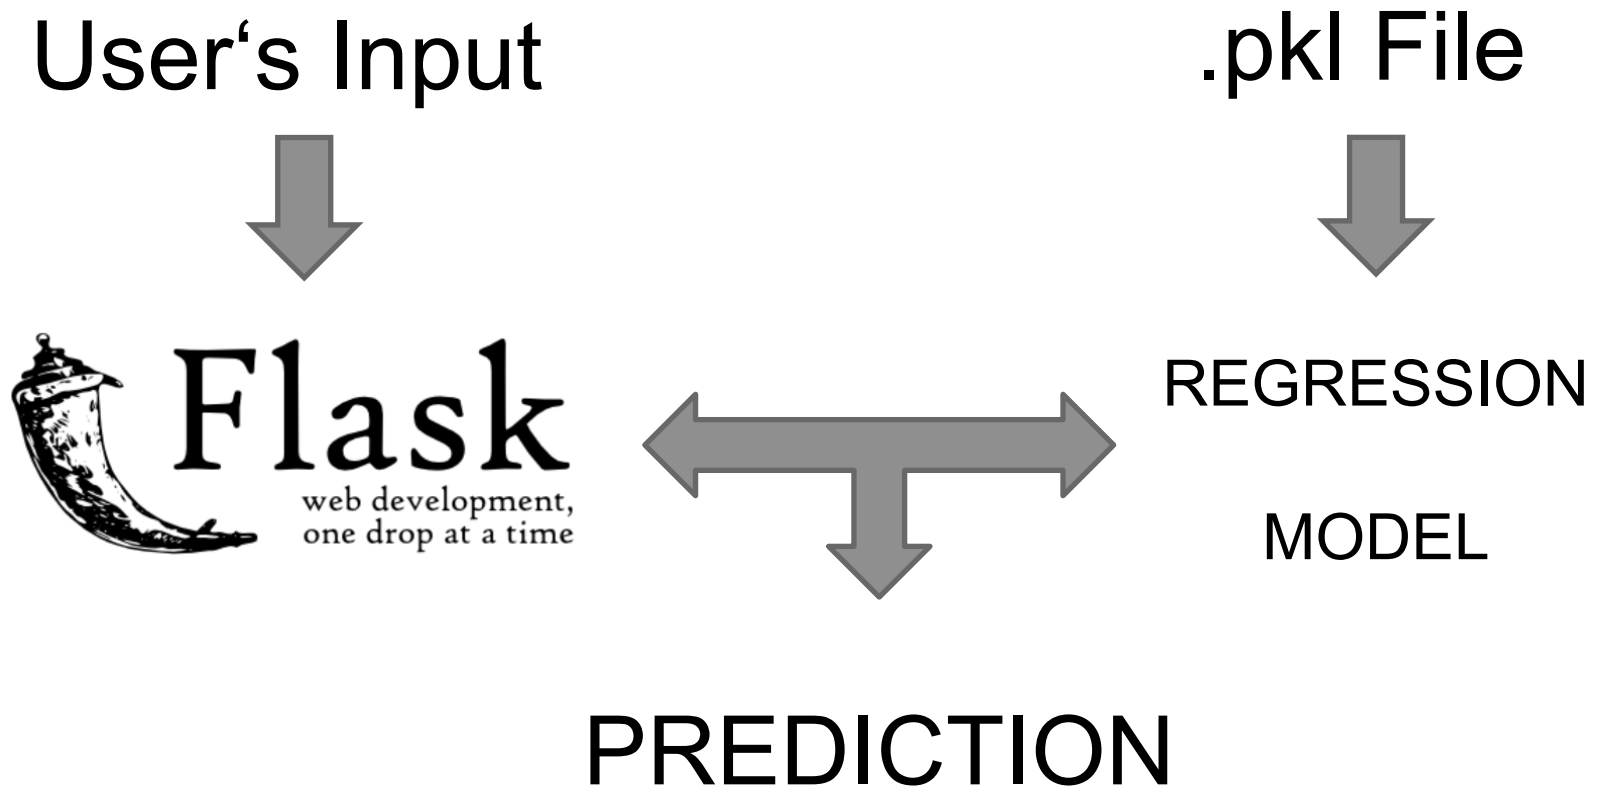 User‘s Input
.pkl File
Flask
web development,
one drop at a time
REGRESSION
MODEL
PREDICTION